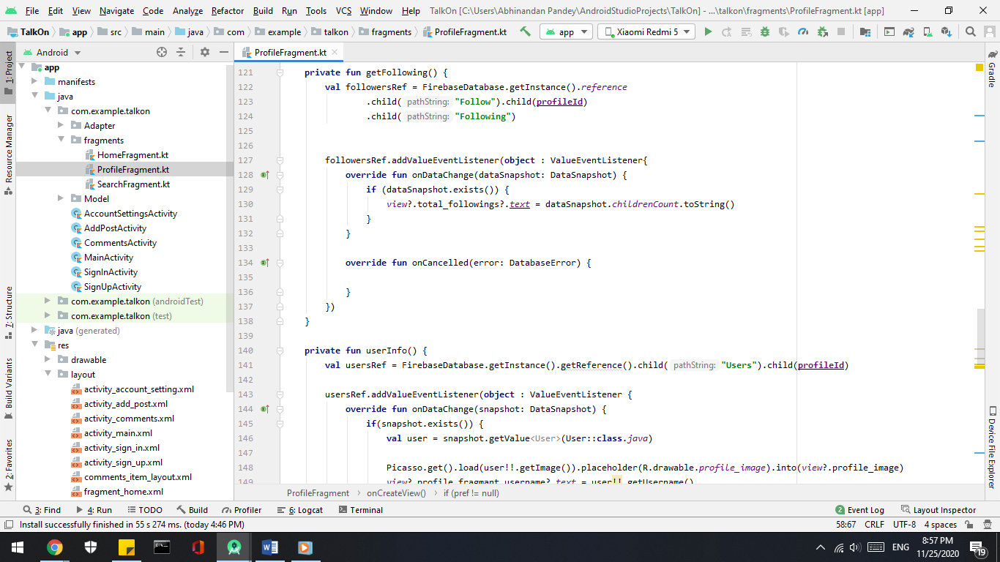 File Edit View Navigate Code Analyze Refactor Build Run Tools VCS Window Help TalkOn [C:\Users\Abhinandan Pandey\AndroidStudioProjects\TalkOn] - ...\talkon\fragments\ProfileFragment.kt [app]
TalkOn app src main java com example talkon fragments ProfileFragment.kt app Xiaomi Redmi 5
Android
ProfileFragment.kt
1: Project
Resource Manager
7: Structure
Build Variants
2: Favorites
app
manifests
java
com.example.talkon
Adapter
fragments
HomeFragment.kt
ProfileFragment.kt
SearchFragment.kt
Model
AccountSettingsActivity
AddPostActivity
CommentsActivity
MainActivity
SignInActivity
SignUpActivity
com.example.talkon (androidTest)
com.example.talkon (test)
java (generated)
res
drawable
layout
activity_account_setting.xml
activity_add_post.xml
activity_comments.xml
activity_main.xml
activity_sign_in.xml
activity_sign_up.xml
comments_item_layout.xml
fragment_home.xml
121 private fun getFollowing() {
122 val followersRef = FirebaseDatabase.getInstance().reference
123 .child( pathString: "Follow").child(profileId)
124 .child( pathString: "Following")
125
126
127 followersRef.addValueEventListener(object : ValueEventListener{
128 override fun onDataChange(dataSnapshot: DataSnapshot) {
129 if (dataSnapshot.exists()) {
130 view?.total_followings?.text = dataSnapshot.childrenCount.toString()
131 }
132 }
133
134 override fun onCancelled(error: DatabaseError) {
135
136 }
137 })
138 }
139
140 private fun userInfo() {
141 val usersRef = FirebaseDatabase.getInstance().getReference().child( pathString: "Users").child(profileId)
142
143 usersRef.addValueEventListener(object : ValueEventListener {
144 override fun onDataChange(snapshot: DataSnapshot) {
145 if(snapshot.exists()) {
146 val user = snapshot.getValue<User>(User::class.java)
147
148 Picasso.get().load(user!!.getImage()).placeholder(R.drawable.profile_image).into(view?.profile_image)
149 view?.profile_fragmant_username?.text = user!!.getUsername()
ProfileFragment onCreateView() if (pref != null)
Gradle
Device File Explorer
3: Find 4: Run TODO Build Profiler 6: Logcat Terminal 2 Event Log Layout Inspector
Install successfully finished in 55 s 274 ms. (today 4:46 PM) 58:67 CRLF UTF-8 4 spaces
ENG 8:57 PM
11/25/2020 19